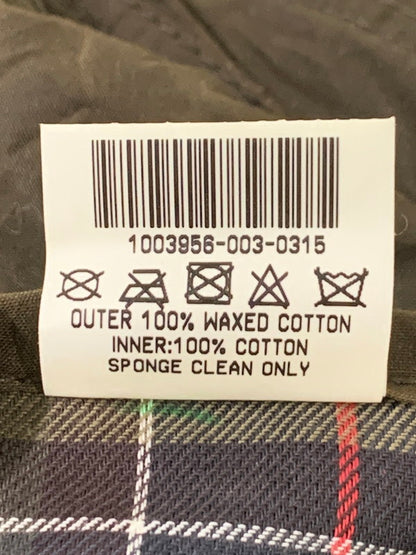 1003956-003-0315
OUTER 100% WAXED COTTON
INNER:100% COTTON
SPONGE CLEAN ONLY